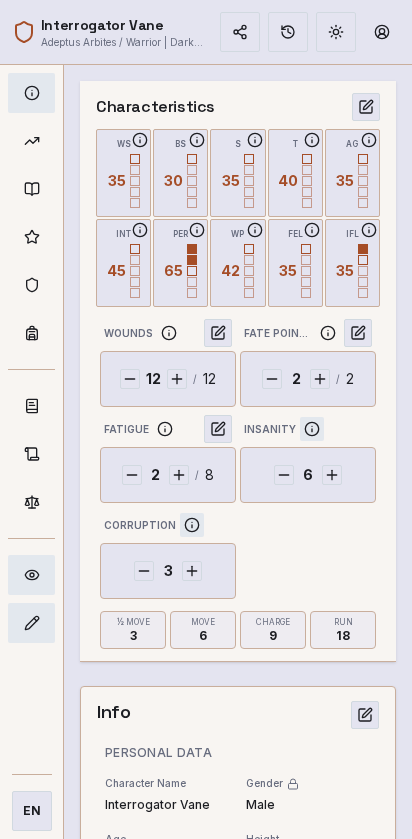 Interrogator Vane
Adeptus Arbites / Warrior | Dark...
Characteristics
WS BS S T AG
35 30 35 40 35
INT PER WP FEL IFL
45 65 42 35 35
WOUNDS FATE POIN...
12 / 12 2 / 2
FATIGUE INSANITY
2 / 8 6
CORRUPTION
3
½ MOVE MOVE CHARGE RUN
3 6 9 18
Info
PERSONAL DATA
Character Name Gender
Interrogator Vane Male
Age Height
EN